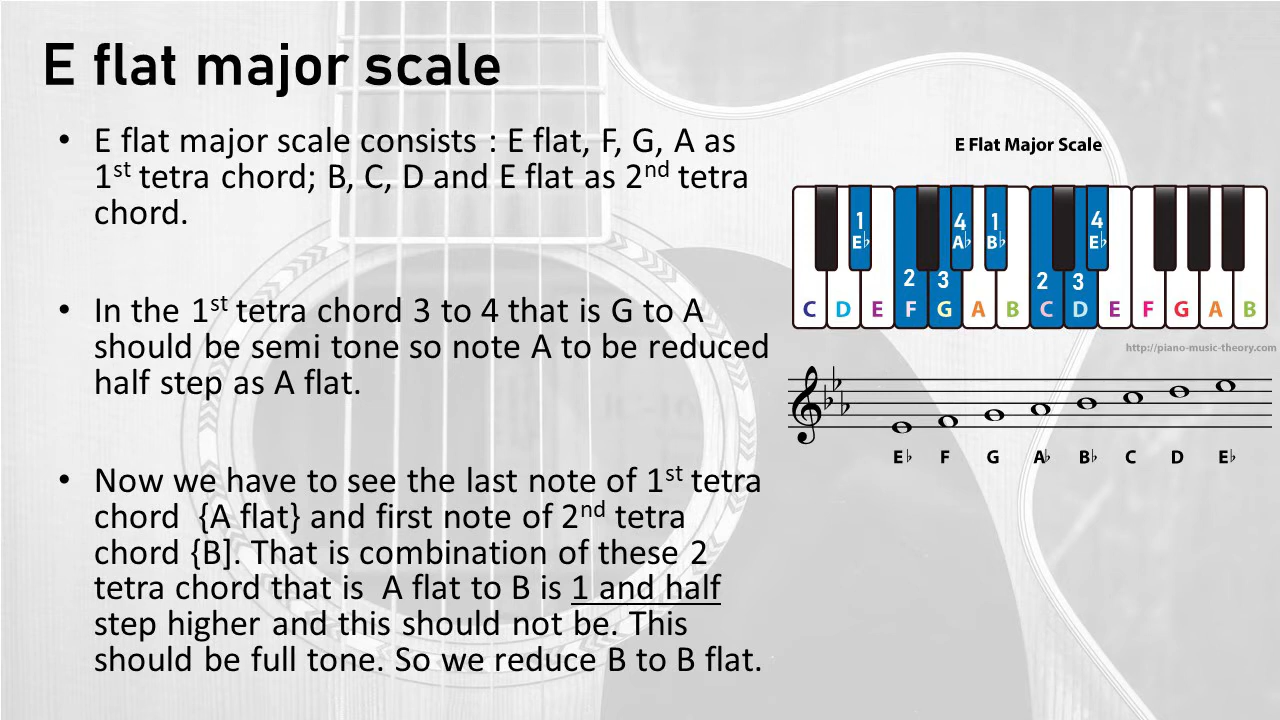 E flat major scale
• E flat major scale consists : E flat, F, G, A as
1st tetra chord; B, C, D and E flat as 2nd tetra
chord.
• In the 1st tetra chord 3 to 4 that is G to A
should be semi tone so note A to be reduced
half step as A flat.
• Now we have to see the last note of 1st tetra
chord {A flat} and first note of 2nd tetra
chord {B]. That is combination of these 2
tetra chord that is A flat to B is 1 and half
step higher and this should not be. This
should be full tone. So we reduce B to B flat.
E Flat Major Scale
1 4 1 4
E♭ A♭ B♭ E♭
2 3 2 3
C D E F G A B C D E F G A B
http://piano-music-theory.com
E♭ F G A♭ B♭ C D E♭